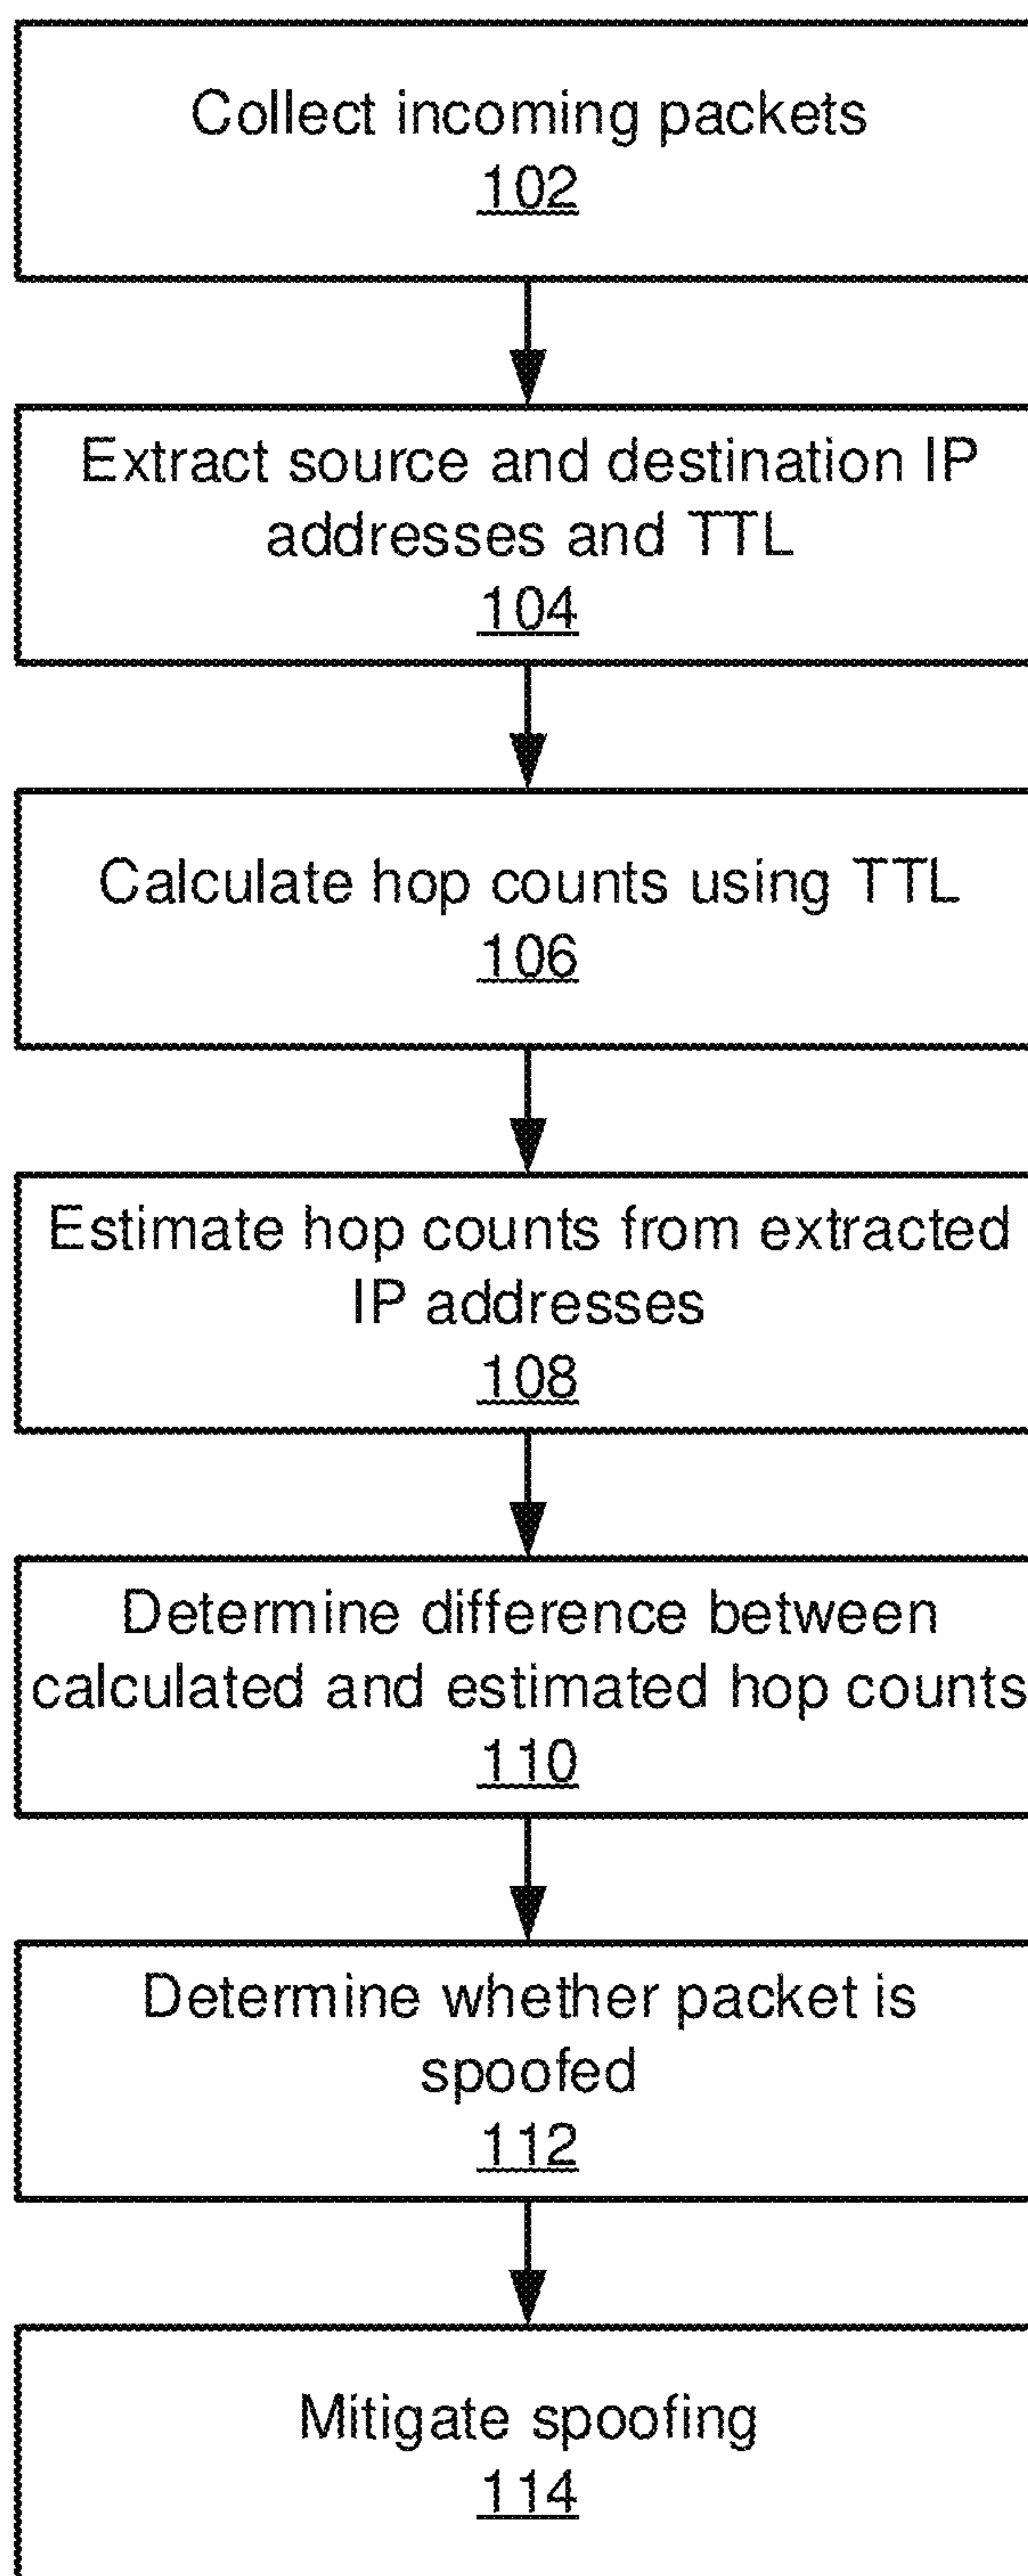 Collect incoming packets
102
Extract source and destination IP
addresses and TTL
104
Calculate hop counts using TTL
106
Estimate hop counts from extracted
IP addresses
108
Determine difference between
calculated and estimated hop counts
110
Determine whether packet is
spoofed
112
Mitigate spoofing
114